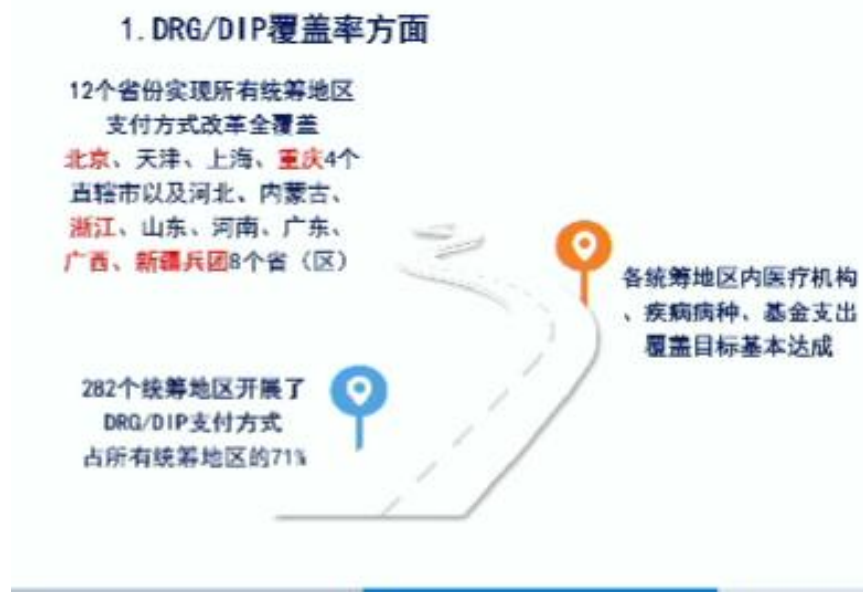 1.DRG/DIP覆盖率方面
12个省份实现所有统筹地区
支付方式改革全覆盖
北京、天津、上海、重庆4个
直辖市以及河北、内蒙古、
浙江、山东、河南、广东、
广西、新疆兵团8个省（区）
各统筹地区内医疗机构
、疾病病种、基金支出
覆盖目标基本达成
282个统筹地区开展了
DRG/DIP支付方式
占所有统筹地区的71%